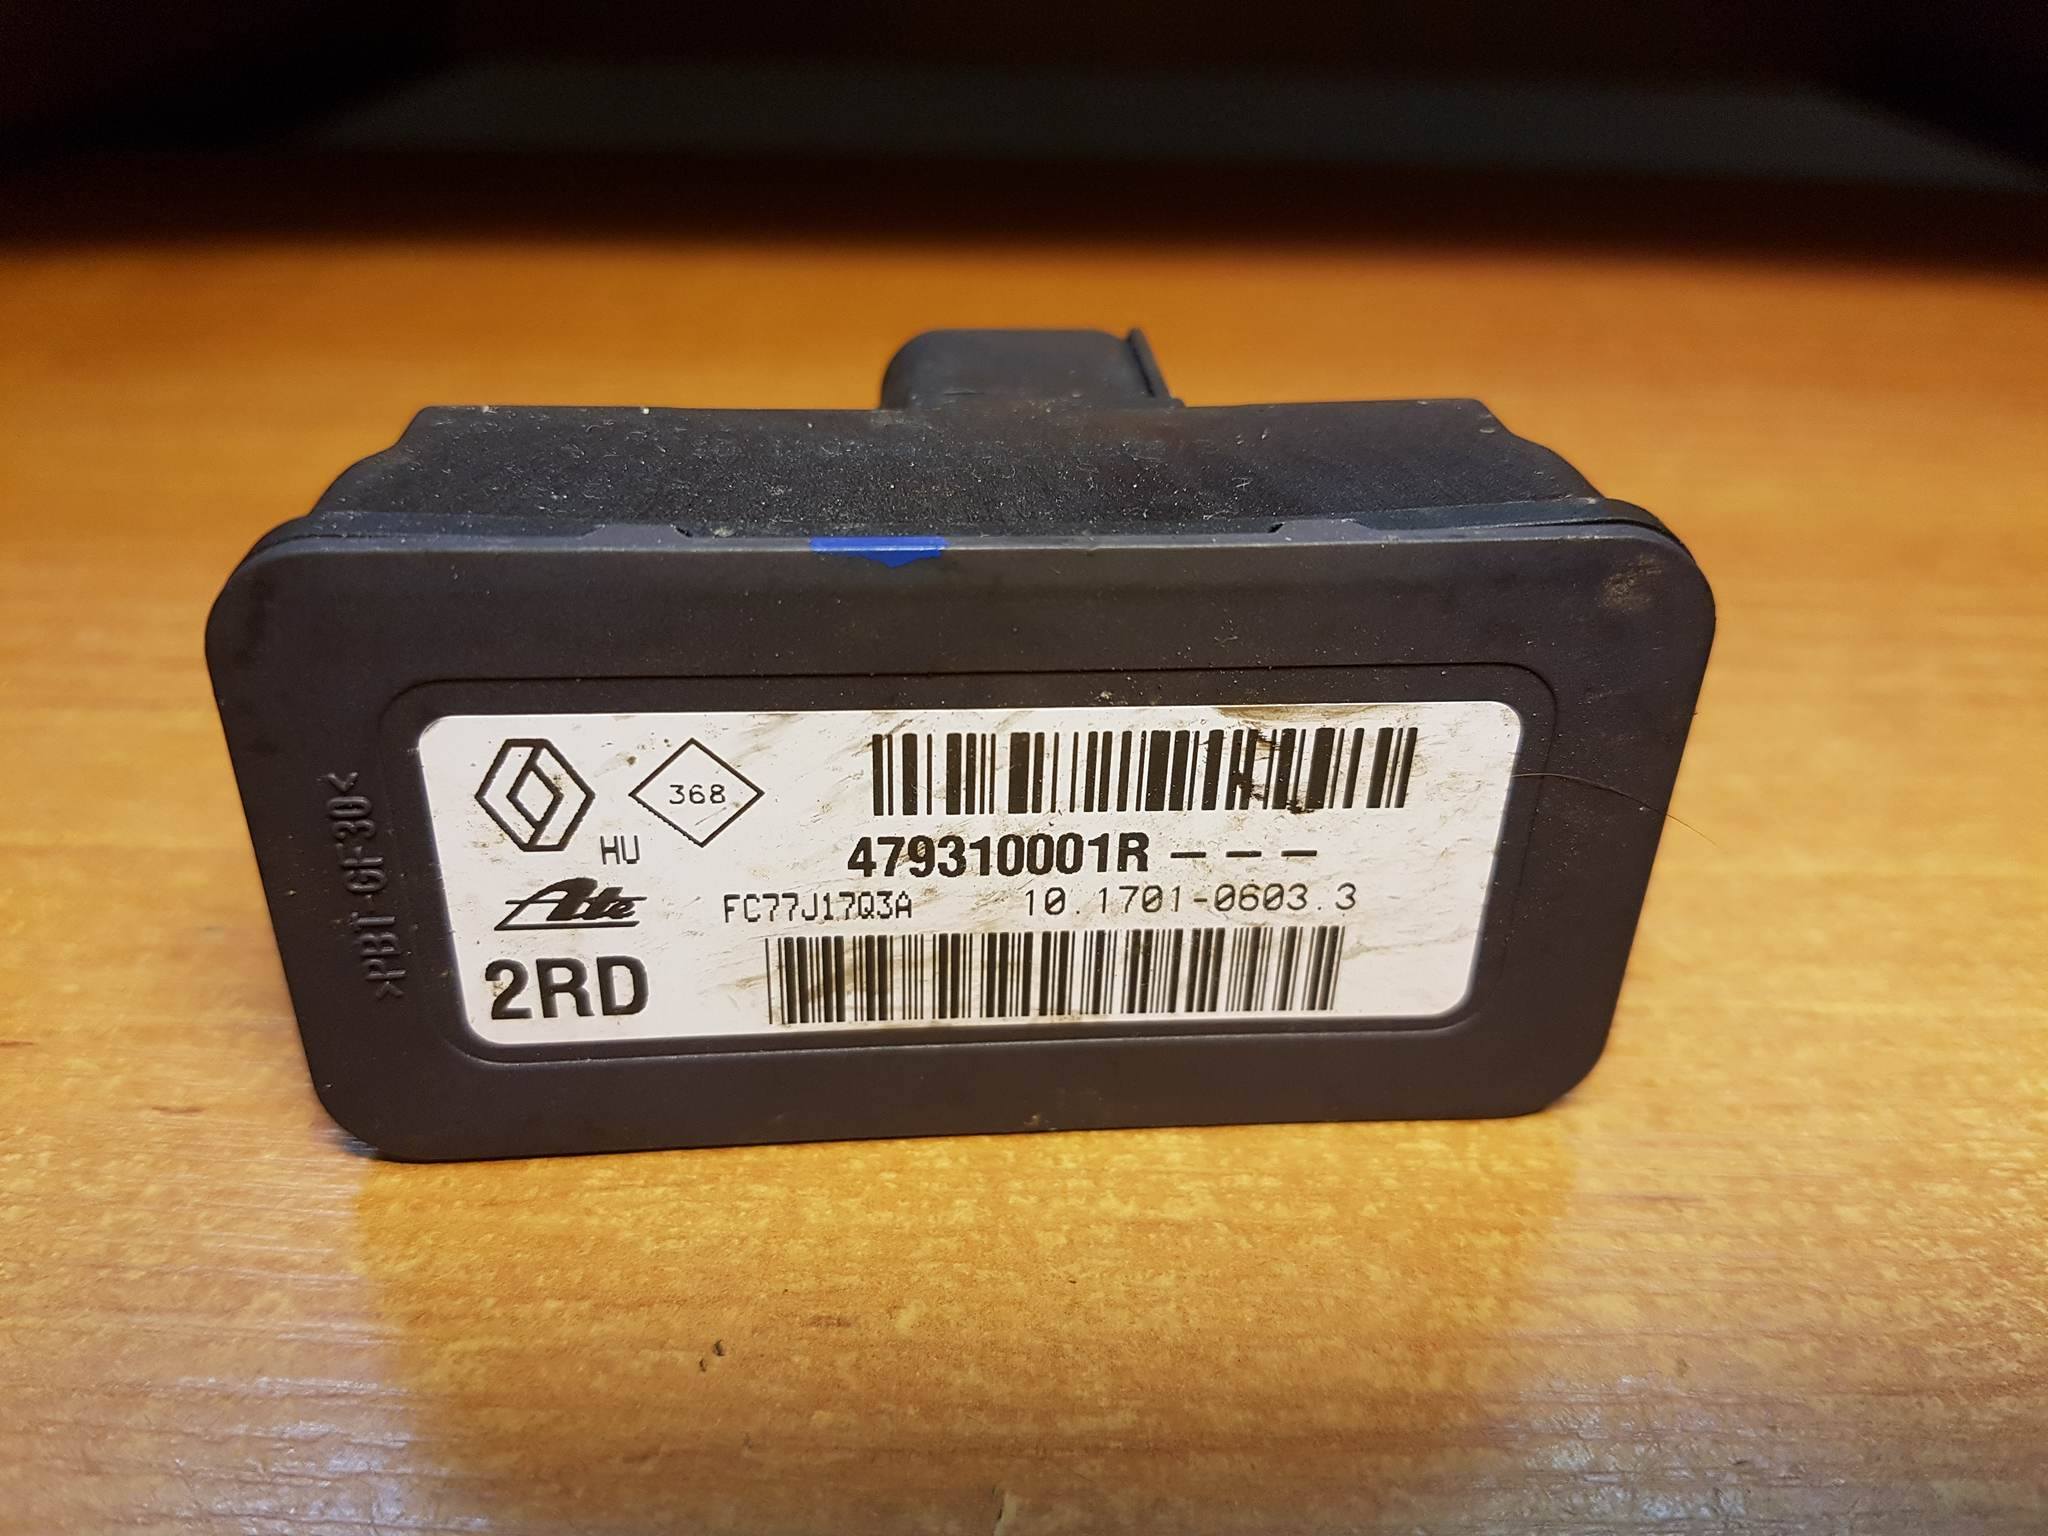 368
HU
479310001R – – –
Ate
FC77J17Q3A 10.1701-0603.3
2RD
>PBT-GF30<